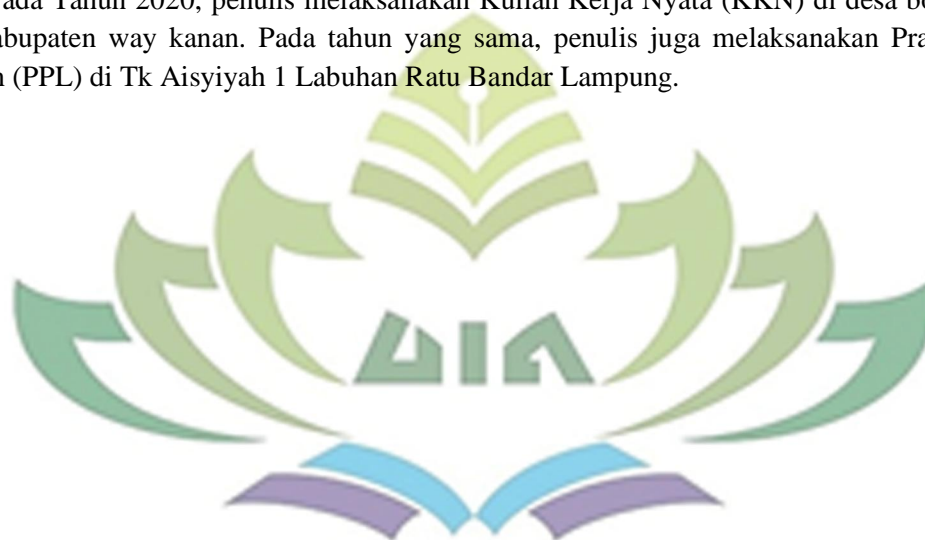 ada Tahun 2020, penulis melaksanakan Kuliah Kerja Nyata (KKN) di desa
abupaten way kanan. Pada tahun yang sama, penulis juga melaksanakan
(PPL) di Tk Aisyiyah 1 Labuhan Ratu Bandar Lampung.
UIN